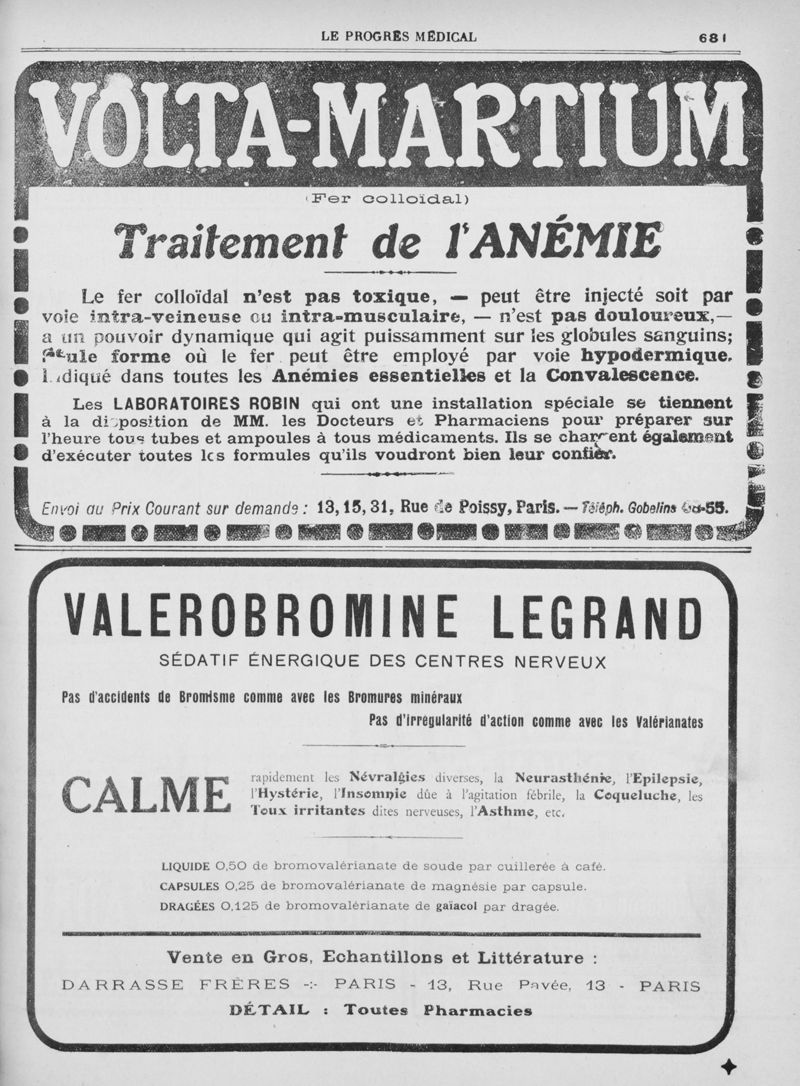 LE PROGRÈS MÉDICAL 681
VOLTA-MARTIUM
(Fer colloïdal)
Traitement de l'ANÉMIE
Le fer colloïdal n'est pas toxique, — peut être injecté soit par
voie intra-veineuse ou intra-musculaire, — n'est pas douloureux,—
a un pouvoir dynamique qui agit puissamment sur les globules sanguins;
forme où le fer peut être employé par voie hypodermique.
dans toutes les Anémies essentielles et la Convalescence.
Les LABORATOIRES ROBIN qui ont une installation spéciale se tiennent
à la disposition de MM. les Docteurs et Pharmaciens pour préparer sur
l'heure tous tubes et ampoules à tous médicaments. Ils se chargent également
d'exécuter toutes les formules qu'ils voudront bien leur confier.
Envoi au Prix Courant sur demande : 13, 15, 31, Rue de Poissy, Paris. — Téléph. Gobelins
VALEROBROMINE LEGRAND
SÉDATIF ÉNERGIQUE DES CENTRES NERVEUX
Pas d'accidents de Bromisme comme avec les Bromures minéraux
Pas d'irrégularité d'action comme avec les Valérianates
CALME
rapidement les Névralgies diverses, la Neurasthénie, l'Epilepsie,
l'Hystérie, l'Insomnie dûe à l'agitation fébrile, la Coqueluche, les
Toux irritantes dites nerveuses, l'Asthme, etc.
LIQUIDE 0,50 de bromovalérianate de soude par cuillerée à café.
CAPSULES 0,25 de bromovalérianate de magnésie par capsule.
DRAGÉES 0,125 de bromovalérianate de gaïacol par dragée.
Vente en Gros, Echantillons et Littérature :
DARRASSE FRÈRES -:- PARIS - 13, Rue Pavée, 13 - PARIS
DÉTAIL : Toutes Pharmacies